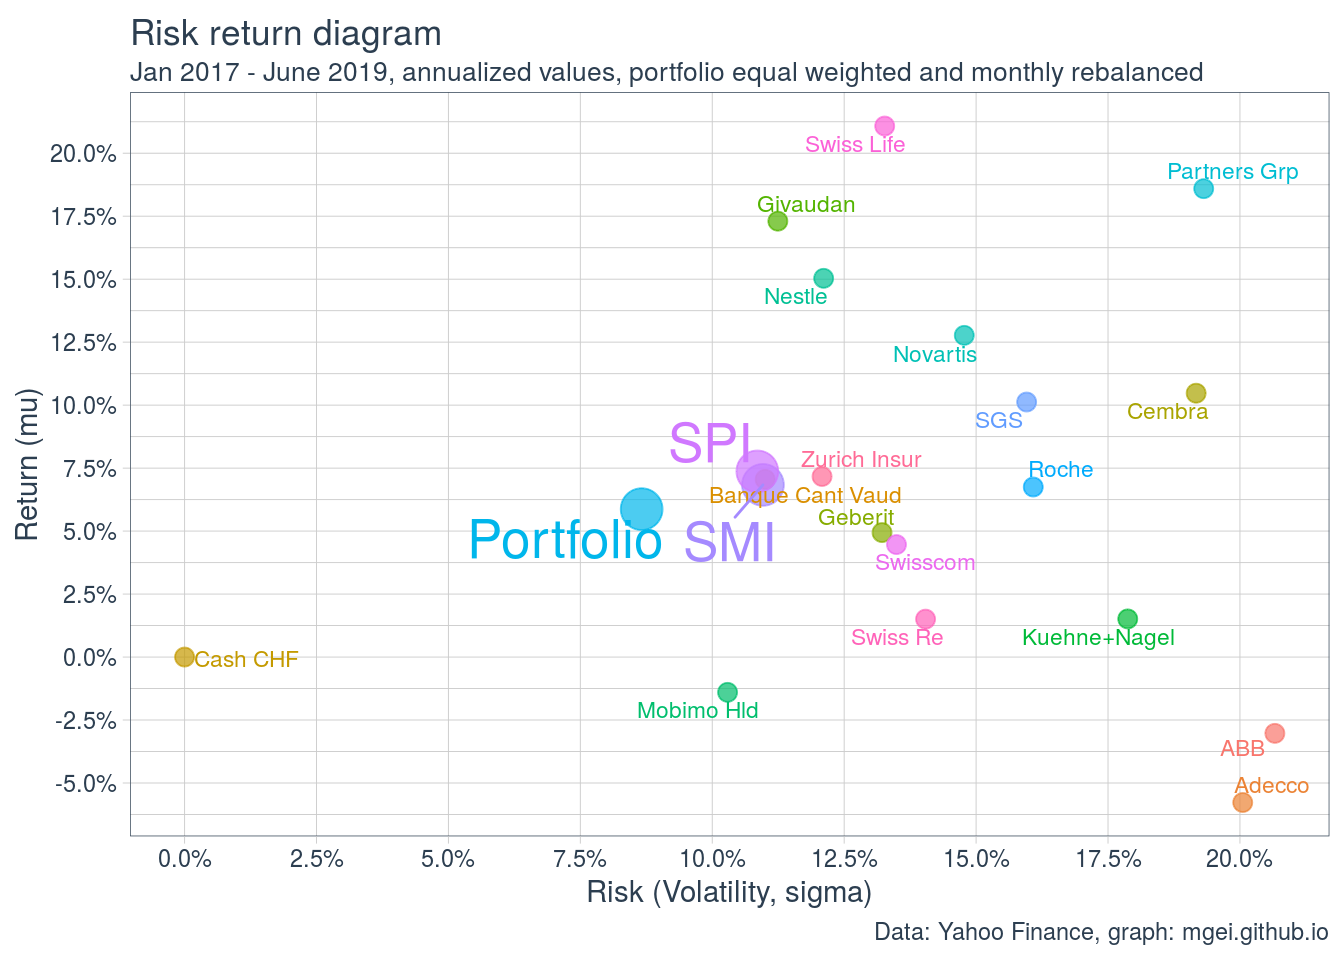 Risk return diagram
Jan 2017 - June 2019, annualized values, portfolio equal weighted and monthly rebalanced
Return (mu)
20.0%
17.5%
15.0%
12.5%
10.0%
7.5%
5.0%
2.5%
0.0%
-2.5%
-5.0%
Swiss Life
Partners Grp
Givaudan
Nestle
Novartis
Cembra
SGS
SPI
Zurich Insur
Roche
Banque Cant Vaud
Geberit
Portfolio
SMI
Swisscom
Swiss Re
Kuehne+Nagel
Cash CHF
Mobimo Hld
ABB
Adecco
0.0%
2.5%
5.0%
7.5%
10.0%
12.5%
15.0%
17.5%
20.0%
Risk (Volatility, sigma)
Data: Yahoo Finance, graph: mgei.github.io